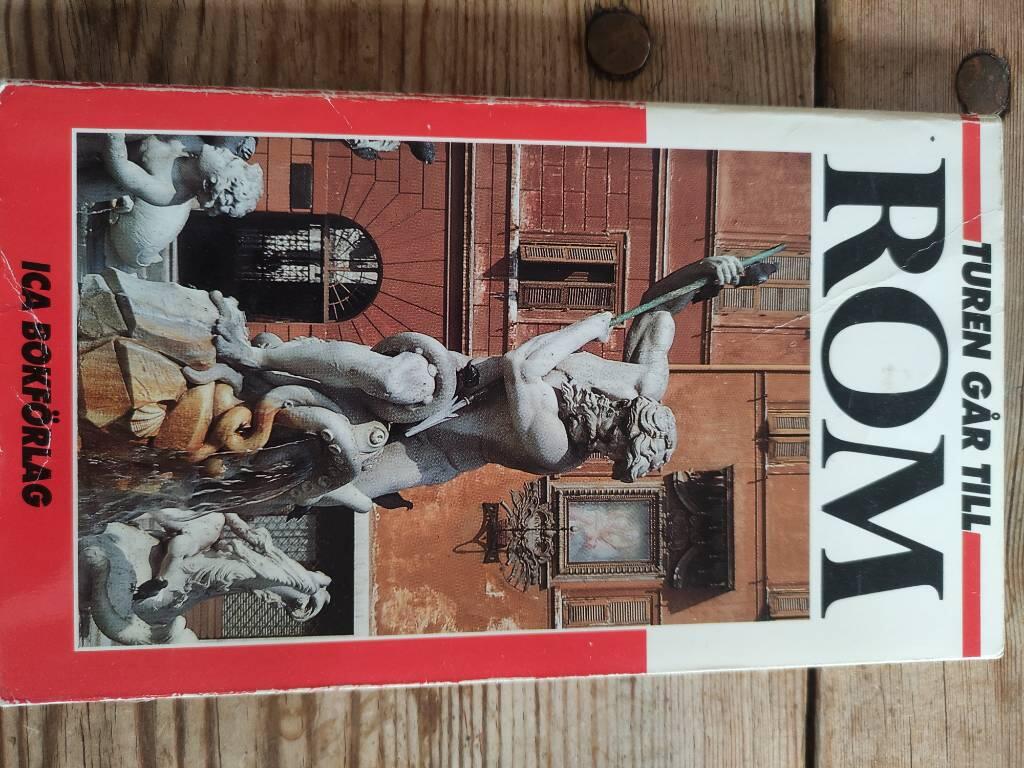 TUREN GÅR TILL
ROM
ICA BOKFÖRLAG